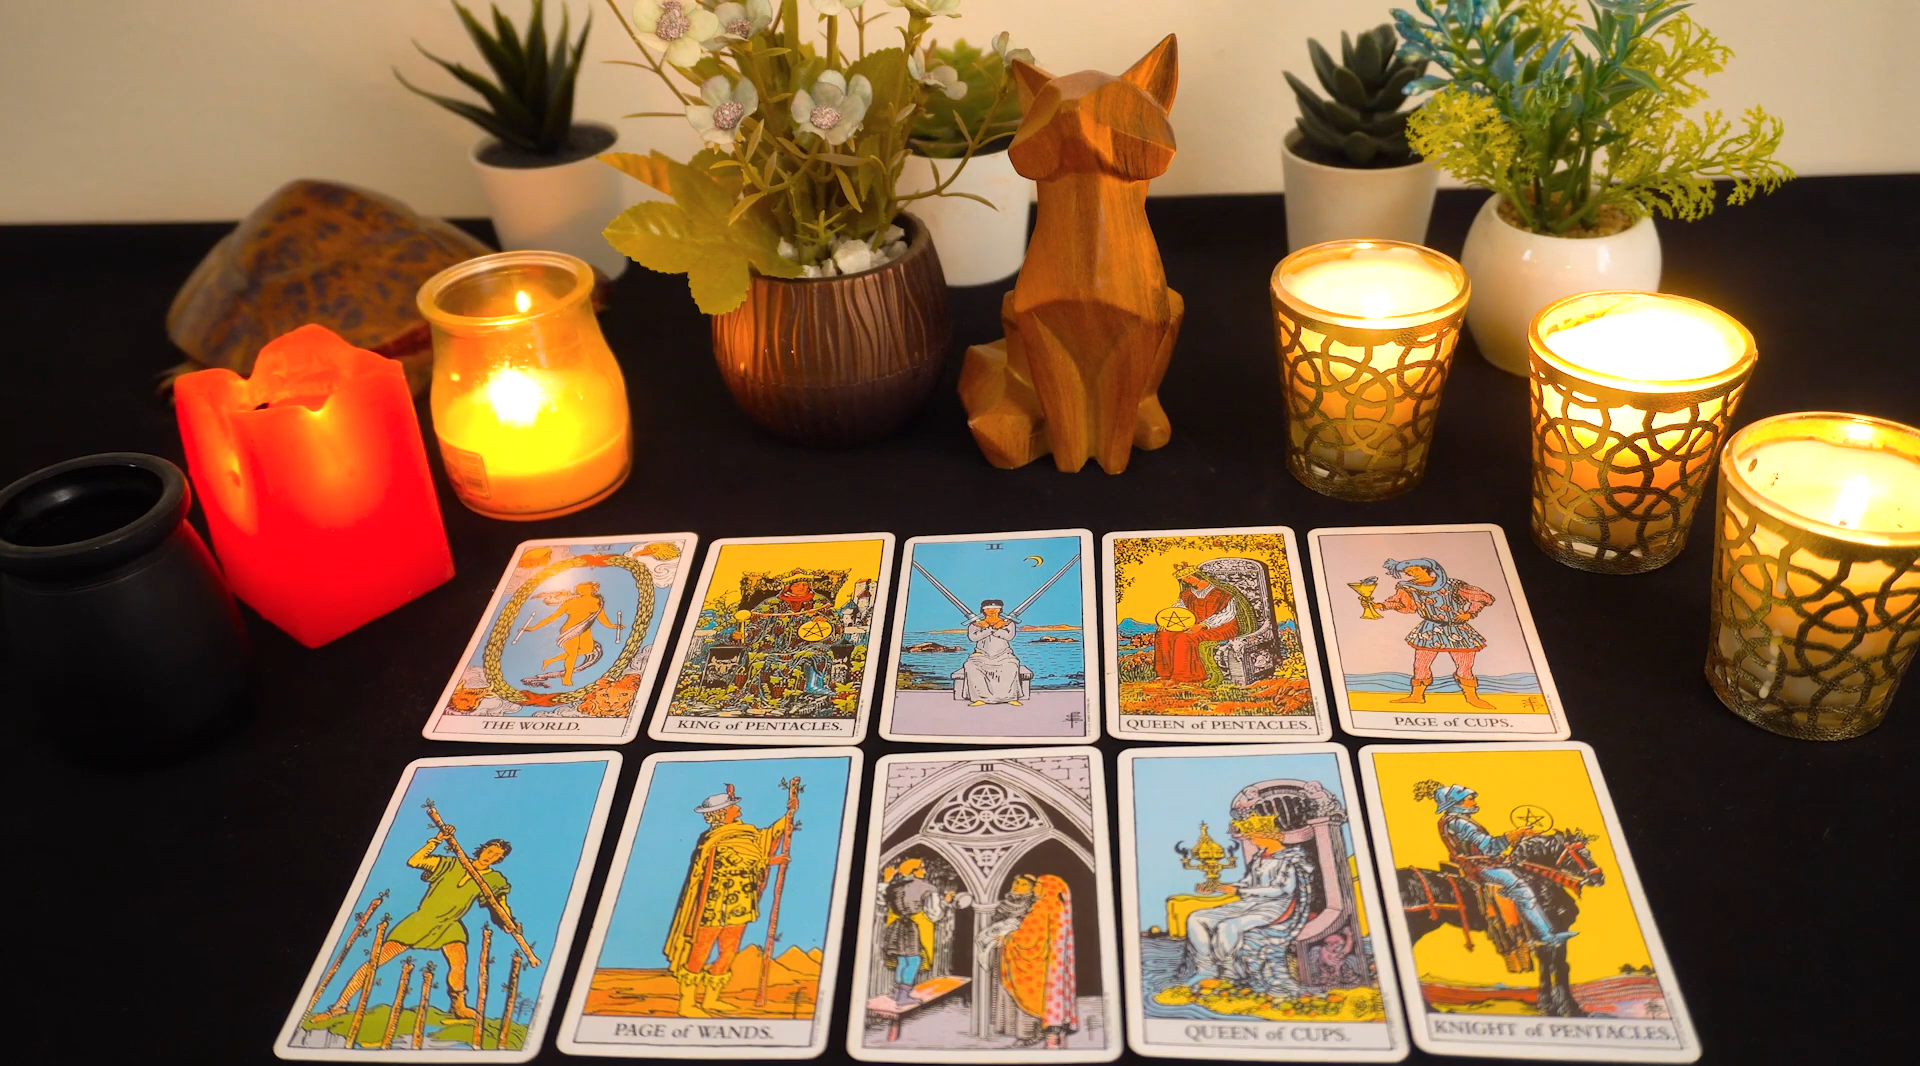 XXI
THE WORLD.
KING of PENTACLES.
II
QUEEN of PENTACLES.
PAGE of CUPS.
VII
PAGE of WANDS.
III
QUEEN of CUPS.
KNIGHT of PENTACLES.